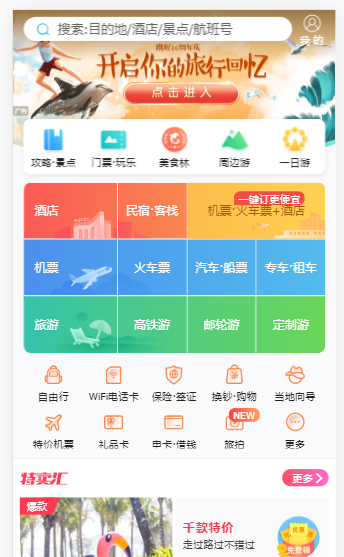 搜索:目的地/酒店/景点/航班号
我的
携程20周年庆
开启你的旅行回忆
点击进入
广告
攻略·景点 门票·玩乐 美食林 周边游 一日游
酒店 民宿·客栈 一键订更便宜
机票·火车票+酒店
机票 火车票 汽车·船票 专车·租车
旅游 高铁游 邮轮游 定制游
自由行 WiFi电话卡 保险·签证 换钞·购物 当地向导
NEW
特价机票 礼品卡 申卡·借钱 旅拍 更多
特卖汇 更多
爆款
千款特价
走过路过不错过
优惠
免费领